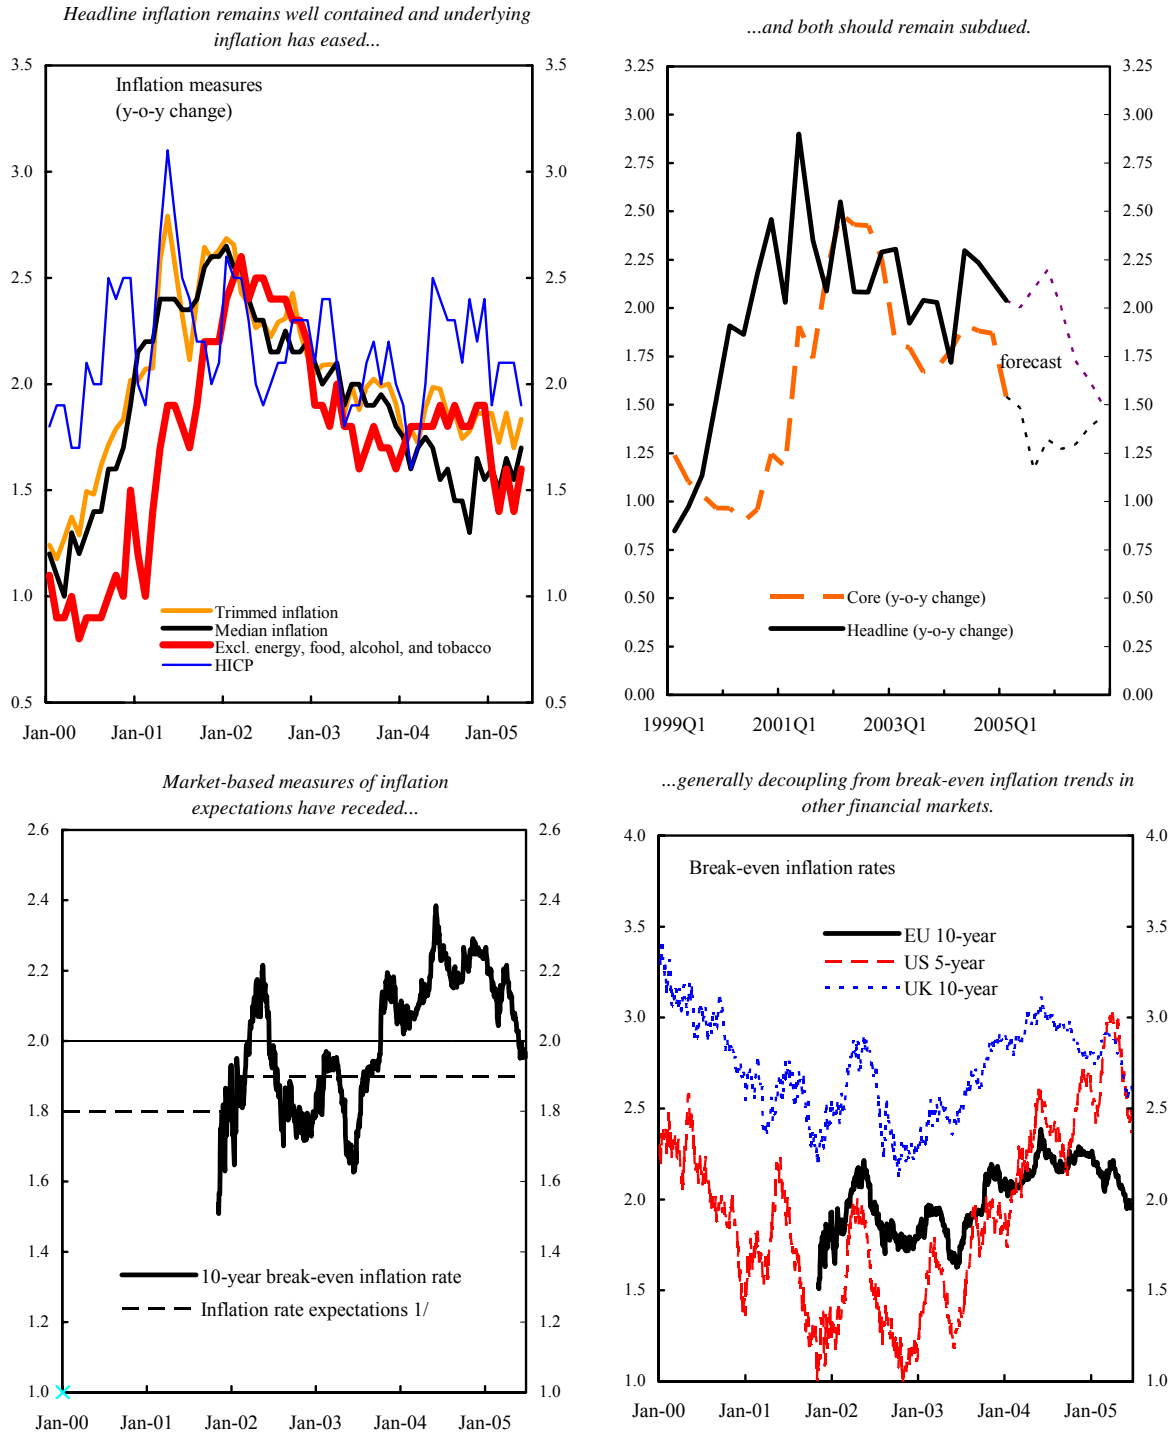 Headline inflation remains well contained and underlying
inflation has eased...
3.5 3.5
Inflation measures
(y-o-y change)
3.0 3.0
2.5 2.5
2.0 2.0
1.5 1.5
1.0 1.0
Trimmed inflation
Median inflation
Excl. energy, food, alcohol, and tobacco
HICP
0.5 0.5
Jan-00 Jan-01 Jan-02 Jan-03 Jan-04 Jan-05
...and both should remain subdued.
3.25 3.25
3.00 3.00
2.75 2.75
2.50 2.50
2.25 2.25
2.00 2.00
1.75 1.75
forecast
1.50 1.50
1.25 1.25
1.00 1.00
0.75 0.75
0.50 0.50
Core (y-o-y change)
Headline (y-o-y change)
0.25 0.25
0.00 0.00
1999Q1 2001Q1 2003Q1 2005Q1
Market-based measures of inflation
expectations have receded...
2.6 2.6
2.4 2.4
2.2 2.2
2.0 2.0
1.8 1.8
1.6 1.6
1.4 1.4
10-year break-even inflation rate
Inflation rate expectations 1/
1.2 1.2
1.0 1.0
Jan-00 Jan-01 Jan-02 Jan-03 Jan-04 Jan-05
...generally decoupling from break-even inflation trends in
other financial markets.
4.0 4.0
Break-even inflation rates
3.5 3.5
EU 10-year
US 5-year
UK 10-year
3.0 3.0
2.5 2.5
2.0 2.0
1.5 1.5
1.0 1.0
Jan-00 Jan-01 Jan-02 Jan-03 Jan-04 Jan-05